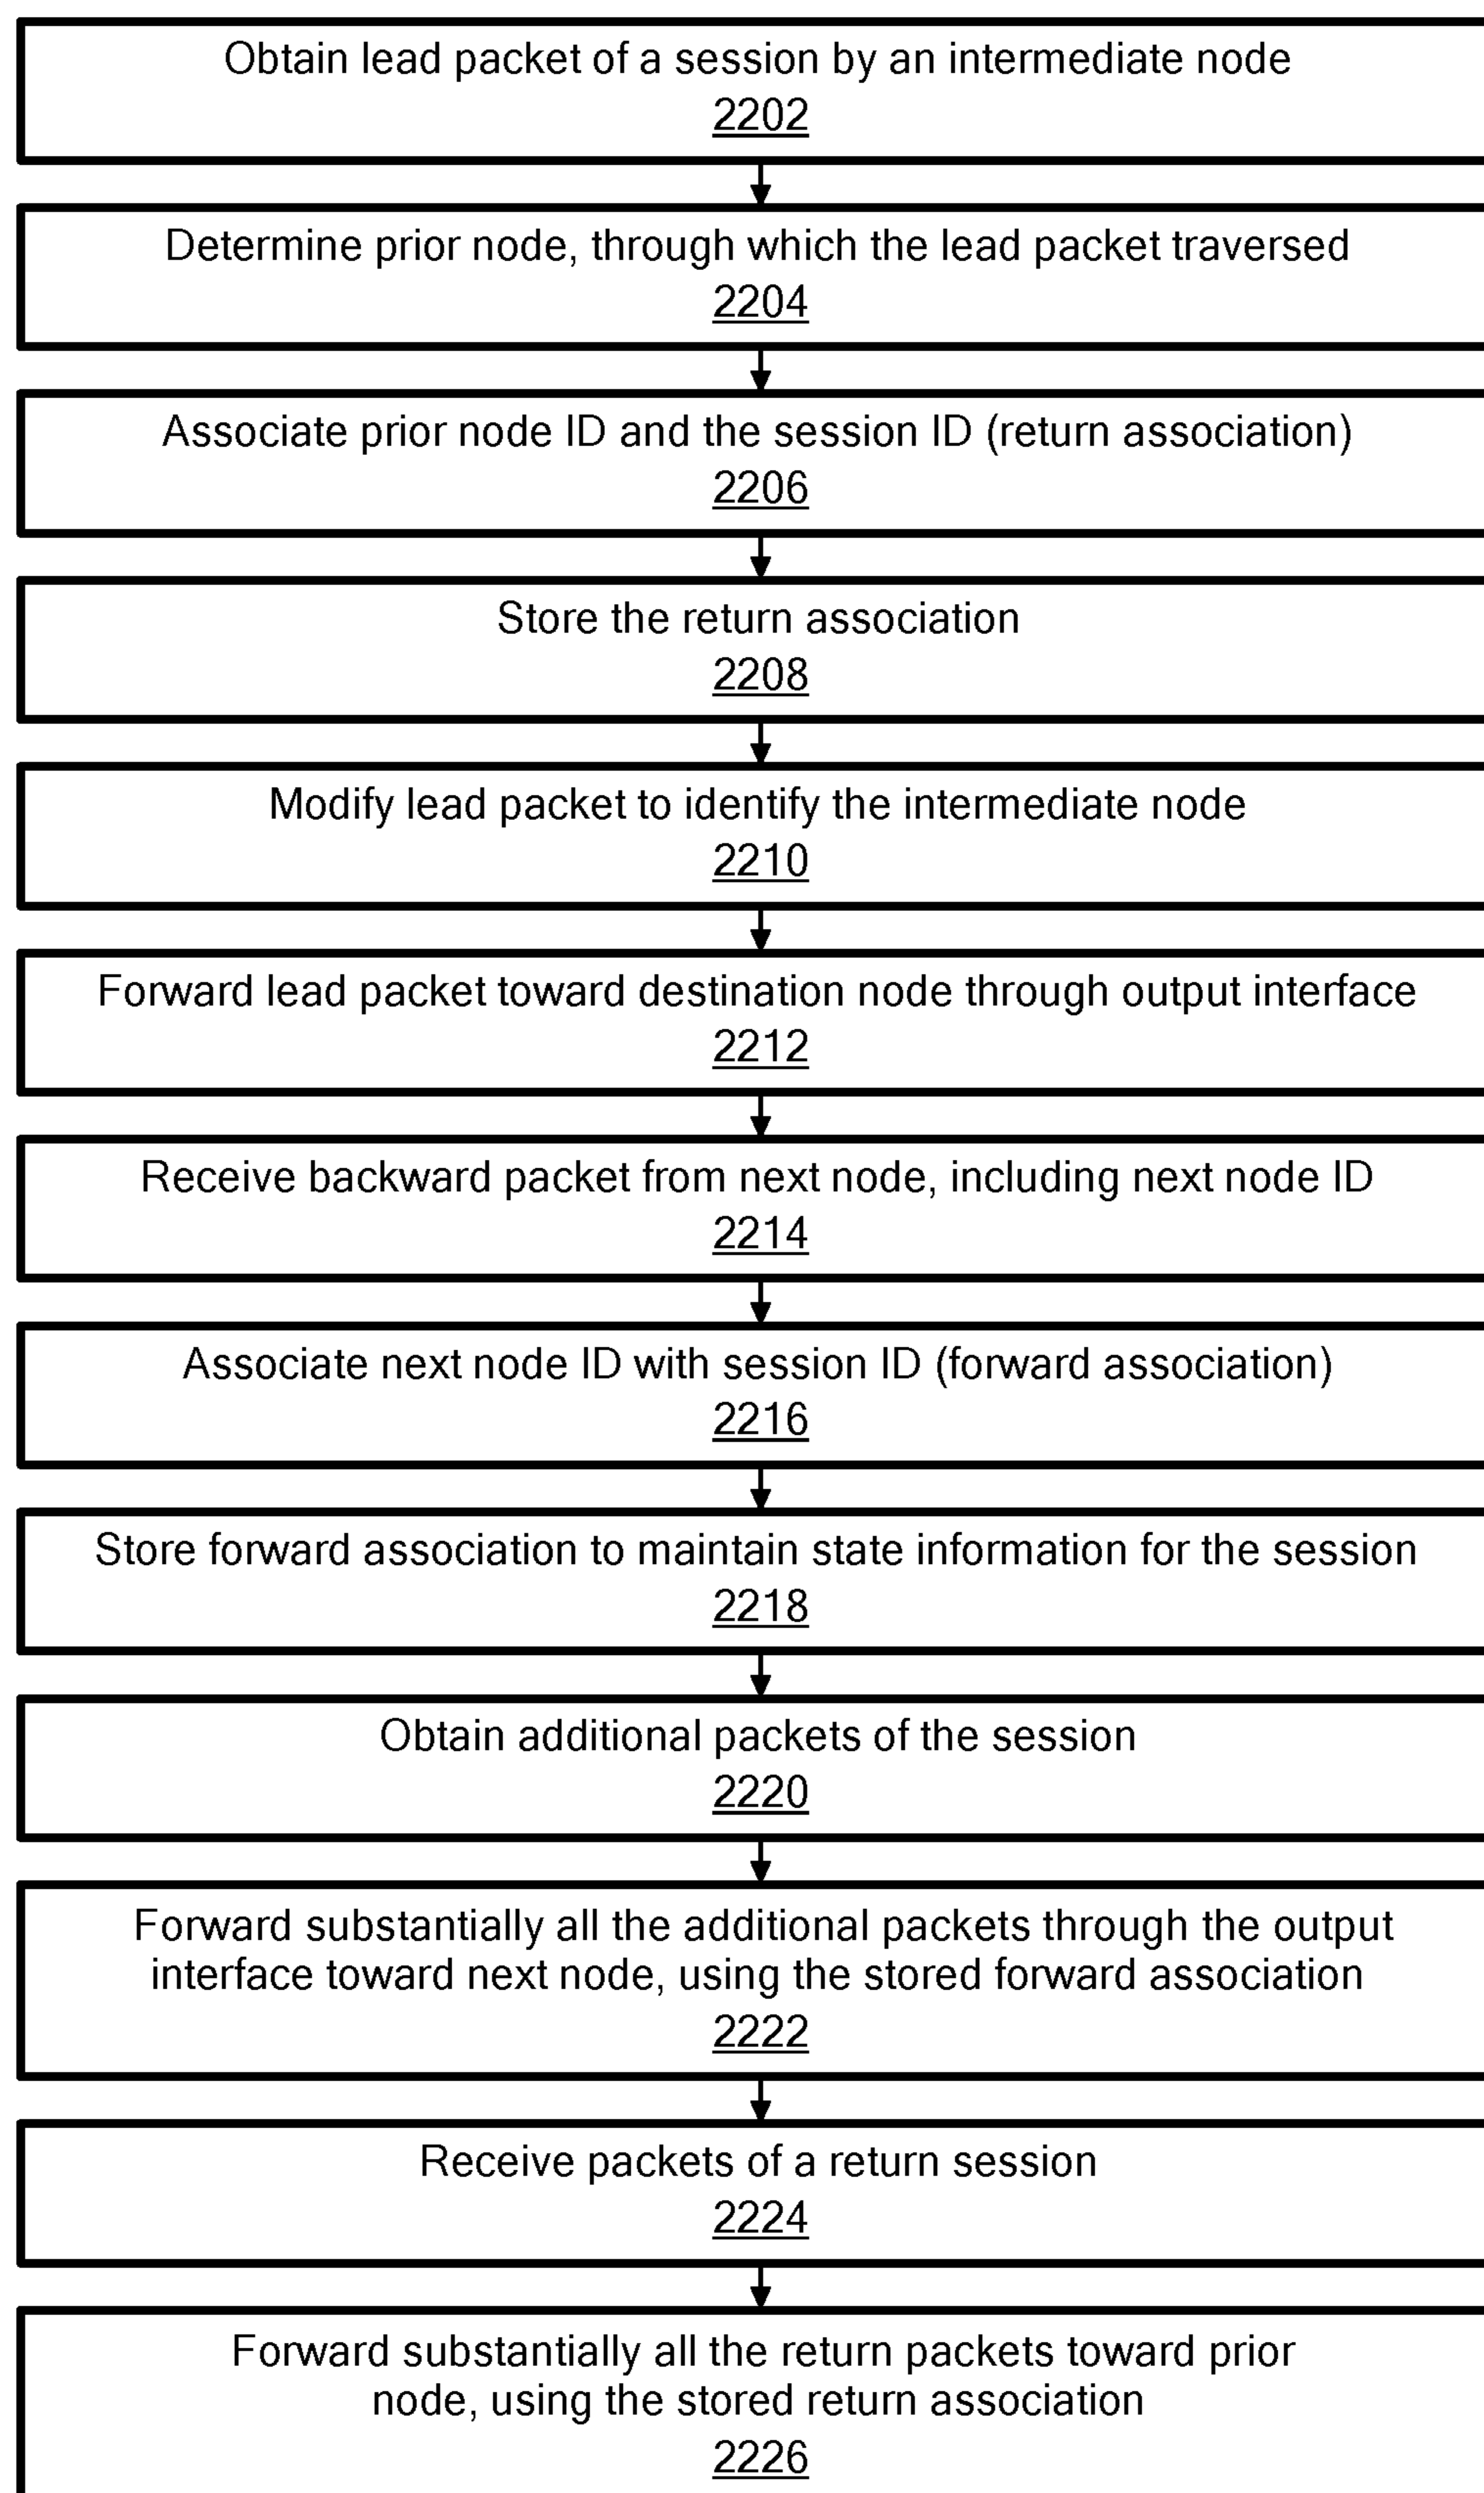 Obtain lead packet of a session by an intermediate node
2202
Determine prior node, through which the lead packet traversed
2204
Associate prior node ID and the session ID (return association)
2206
Store the return association
2208
Modify lead packet to identify the intermediate node
2210
Forward lead packet toward destination node through output interface
2212
Receive backward packet from next node, including next node ID
2214
Associate next node ID with session ID (forward association)
2216
Store forward association to maintain state information for the session
2218
Obtain additional packets of the session
2220
Forward substantially all the additional packets through the output
interface toward next node, using the stored forward association
2222
Receive packets of a return session
2224
Forward substantially all the return packets toward prior
node, using the stored return association
2226